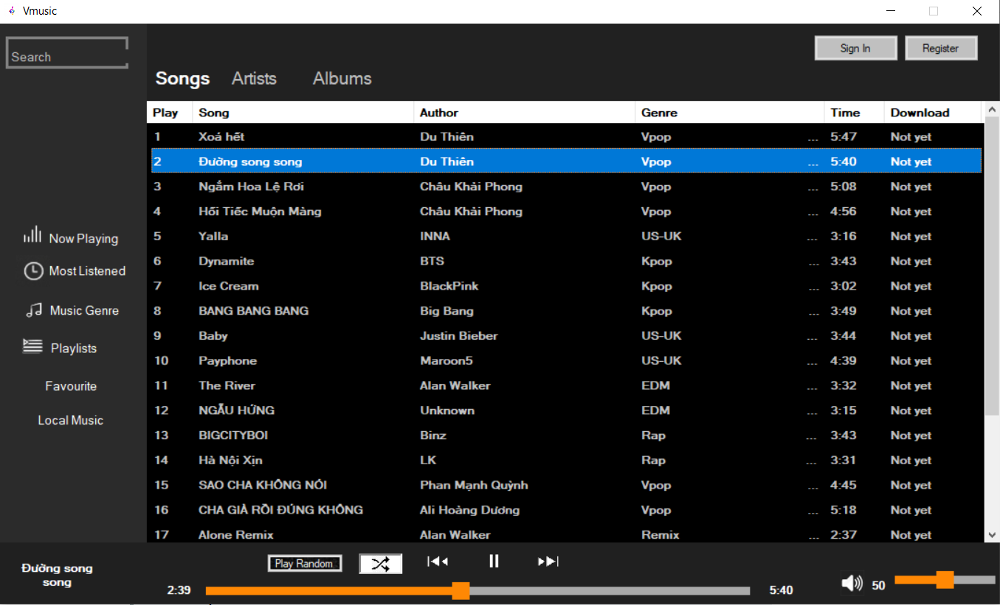 Vmusic
Search
Sign In Register
Songs Artists Albums
Play Song Author Genre Time Download
1 Xoá hết Du Thiên Vpop ... 5:47 Not yet
2 Đường song song Du Thiên Vpop ... 5:40 Not yet
3 Ngắm Hoa Lệ Rơi Châu Khải Phong Vpop ... 5:08 Not yet
4 Hối Tiếc Muộn Màng Châu Khải Phong Vpop ... 4:56 Not yet
5 Yalla INNA US-UK ... 3:16 Not yet
6 Dynamite BTS Kpop ... 3:43 Not yet
7 Ice Cream BlackPink Kpop ... 3:02 Not yet
8 BANG BANG BANG Big Bang Kpop ... 3:49 Not yet
9 Baby Justin Bieber US-UK ... 3:44 Not yet
10 Payphone Maroon5 US-UK ... 4:39 Not yet
11 The River Alan Walker EDM ... 3:32 Not yet
12 NGẪU HỨNG Unknown EDM ... 3:15 Not yet
13 BIGCITYBOI Binz Rap ... 3:43 Not yet
14 Hà Nội Xịn LK Rap ... 3:31 Not yet
15 SAO CHA KHÔNG NÓI Phan Mạnh Quỳnh Vpop ... 4:45 Not yet
16 CHA GIÀ RỒI ĐÚNG KHÔNG Ali Hoàng Dương Vpop ... 5:18 Not yet
17 Alone Remix Alan Walker Remix ... 2:37 Not yet
Now Playing
Most Listened
Music Genre
Playlists
Favourite
Local Music
Đường song
song
Play Random
2:39 5:40
50